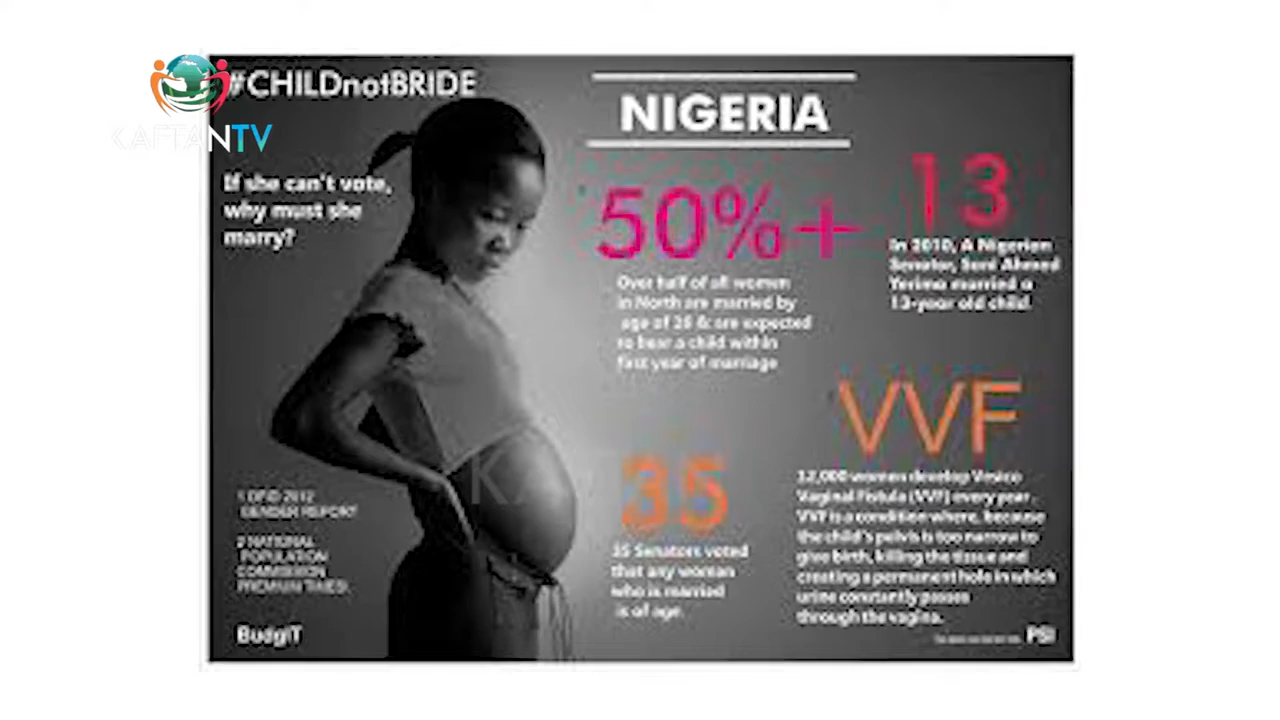 #CHILDnotBRIDE
KAFTANTV
If she can't vote,
why must she
marry?
NIGERIA
50%+
Over half of all women
in North are married by
age of
& are expected
to bear a child within
first year of marriage
13
In 2010, A Nigerian
Senator, Sani Ahmed
Yerima married a
13-year old child.
35
35 Senators voted
that any woman
who is married
is of age.
VVF
12,000 women develop Vesico
Vaginal Fistula (VVF) every year.
VVF is a condition where, because
the child's pelvis is too narrow to
give birth, killing the tissue and
creating a permanent hole in which
urine constantly passes
through the vagina.
1 DFID 2012
GENDER REPORT
2 NATIONAL
POPULATION
COMMISSION
PREMIUM TIMES
BudgIT
PSI